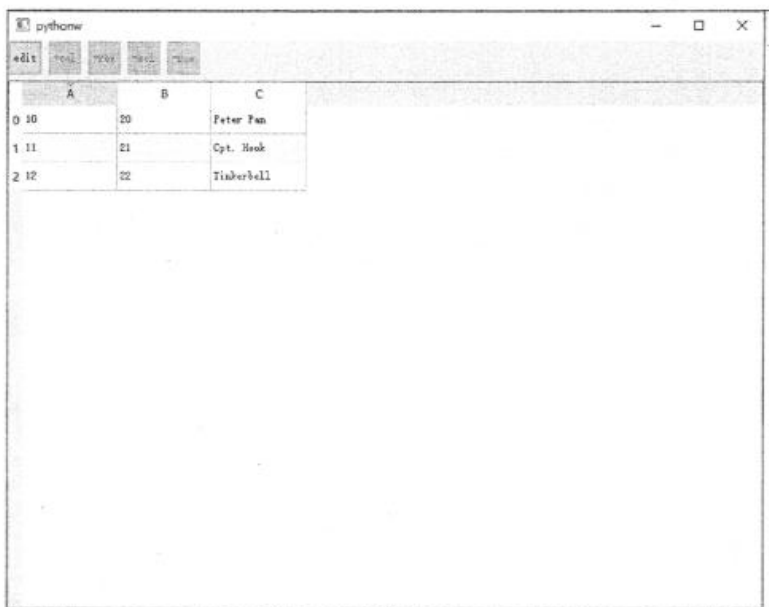 pythonw
edit
A B C
0 10 20 Peter Pan
1 11 21 Cpt. Hook
2 12 22 Tinkerbell